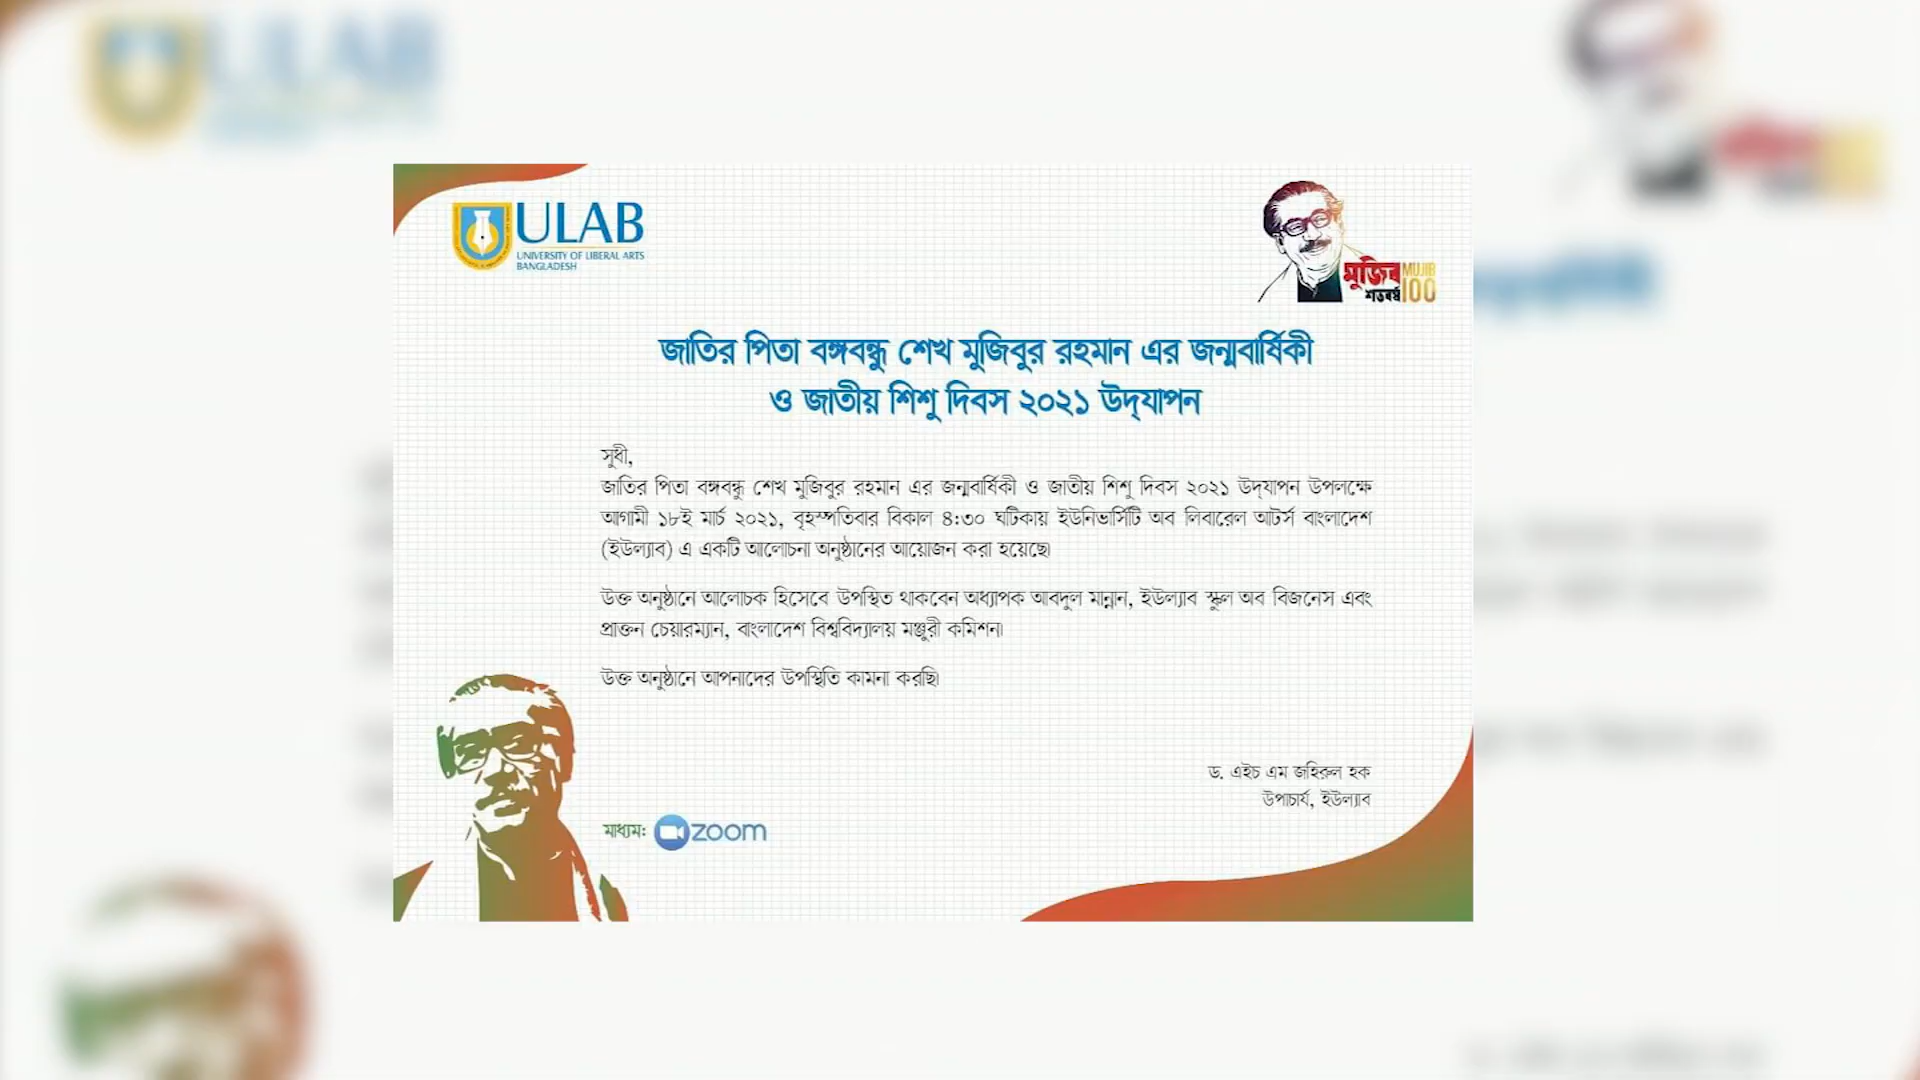 ULAB
UNIVERSITY OF LIBERAL ARTS
BANGLADESH
মুজিব MUJIB
শতবর্ষ 100
জাতির পিতা বঙ্গবন্ধু শেখ মুজিবুর রহমান এর জন্মবার্ষিকী
ও জাতীয় শিশু দিবস ২০২১ উদ্‌যাপন
সুধী,
জাতির পিতা বঙ্গবন্ধু শেখ মুজিবুর রহমান এর জন্মবার্ষিকী ও জাতীয় শিশু দিবস ২০২১ উদ্‌যাপন উপলক্ষে
আগামী ১৮ই মার্চ ২০২১, বৃহস্পতিবার বিকাল ৪:৩০ ঘটিকায় ইউনিভার্সিটি অব লিবারেল আটর্স বাংলাদেশ
(ইউল্যাব) এ একটি আলোচনা অনুষ্ঠানের আয়োজন করা হয়েছে।
উক্ত অনুষ্ঠানে আলোচক হিসেবে উপস্থিত থাকবেন অধ্যাপক আবদুল মান্নান, ইউল্যাব স্কুল অব বিজনেস এবং
প্রাক্তন চেয়ারম্যান, বাংলাদেশ বিশ্ববিদ্যালয় মঞ্জুরী কমিশন।
উক্ত অনুষ্ঠানে আপনাদের উপস্থিতি কামনা করছি।
ড. এইচ এম জহিরুল হক
উপাচার্য, ইউল্যাব
মাধ্যম: zoom